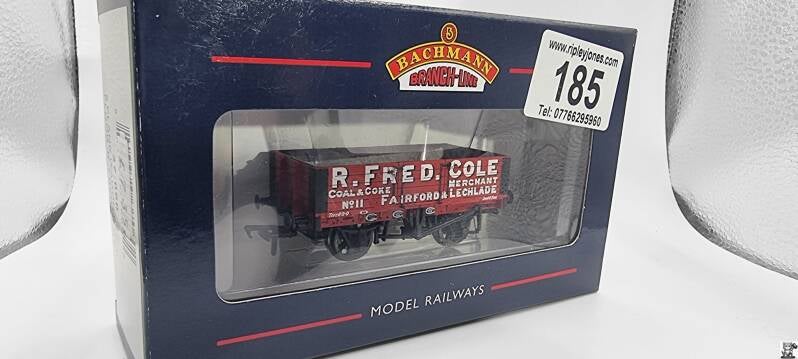 B
BACHMANN
BRANCH-LINE
www.ripleyjones.com
185
Tel: 07766295960
R. FRED. COLE
COAL & COKE MERCHANT
No 11 FAIRFORD & LECHLADE
MODEL RAILWAYS